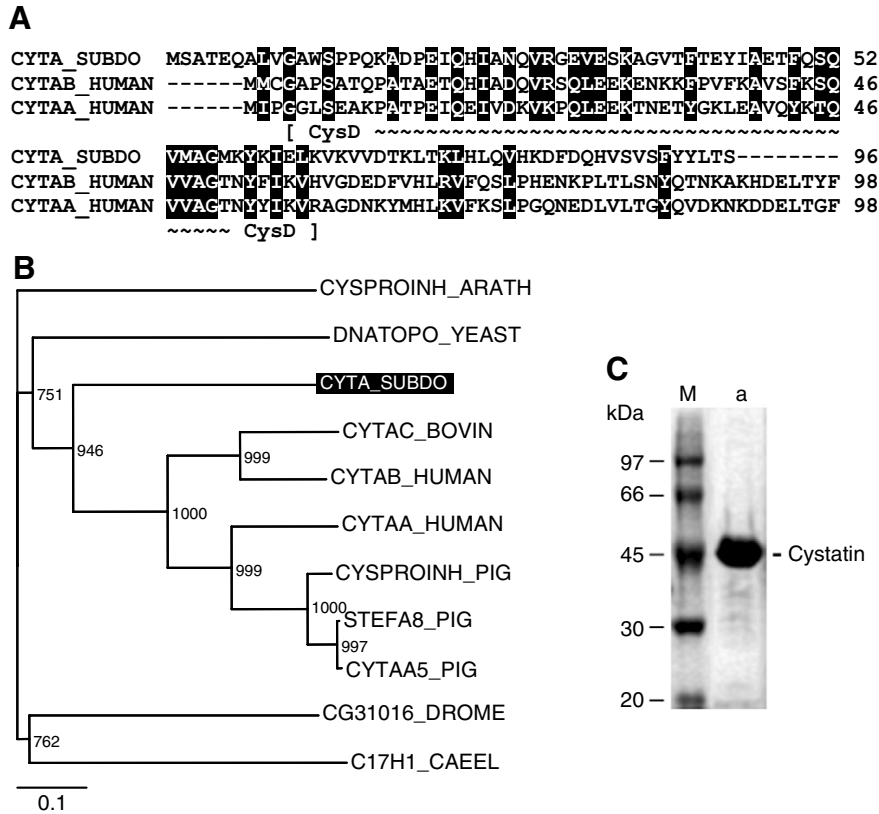 A
CYTA_SUBDO MSATEQALVGAWSPPQKADPEIQHIANQVRGEVESKAGVTFTEYIAETFQSQ 52
CYTAB_HUMAN ------MMCGAPSATQPATAETQHIADQVRSQLEEKENKKFPVFKAVSFKSQ 46
CYTAA_HUMAN ------MIPGGLSEAKPATPEIQEIVDKVKPQLEEKTNETYGKLEAVQYKTQ 46
[ CysD ~~~~~~~~~~~~~~~~~~~~~~~~~~~~~~~~~~~~
CYTA_SUBDO VMAGMKYKIELKVKVVDTKLTKLHLQVHKDFDQHVSVSFYYLTS-------- 96
CYTAB_HUMAN VVAGTNYFIKVHVGDEDFVHLRVFQSLPHENKPLTLSNYQTNKAKHDELTYF 98
CYTAA_HUMAN VVAGTNYYIKVRAGDNKYMHLKVFKSLPGQNEDLVLTGYQVDKNKDDELTGF 98
~~~~~ CysD ]
B
CYSPROINH_ARATH
DNATOPO_YEAST
CYTA_SUBDO
751
CYTAC_BOVIN
946
999
CYTAB_HUMAN
1000
CYTAA_HUMAN
999
CYSPROINH_PIG
1000
STEFA8_PIG
997
CYTAA5_PIG
CG31016_DROME
762
C17H1_CAEEL
0.1
C
M a
kDa
97
66
45
Cystatin
30
20